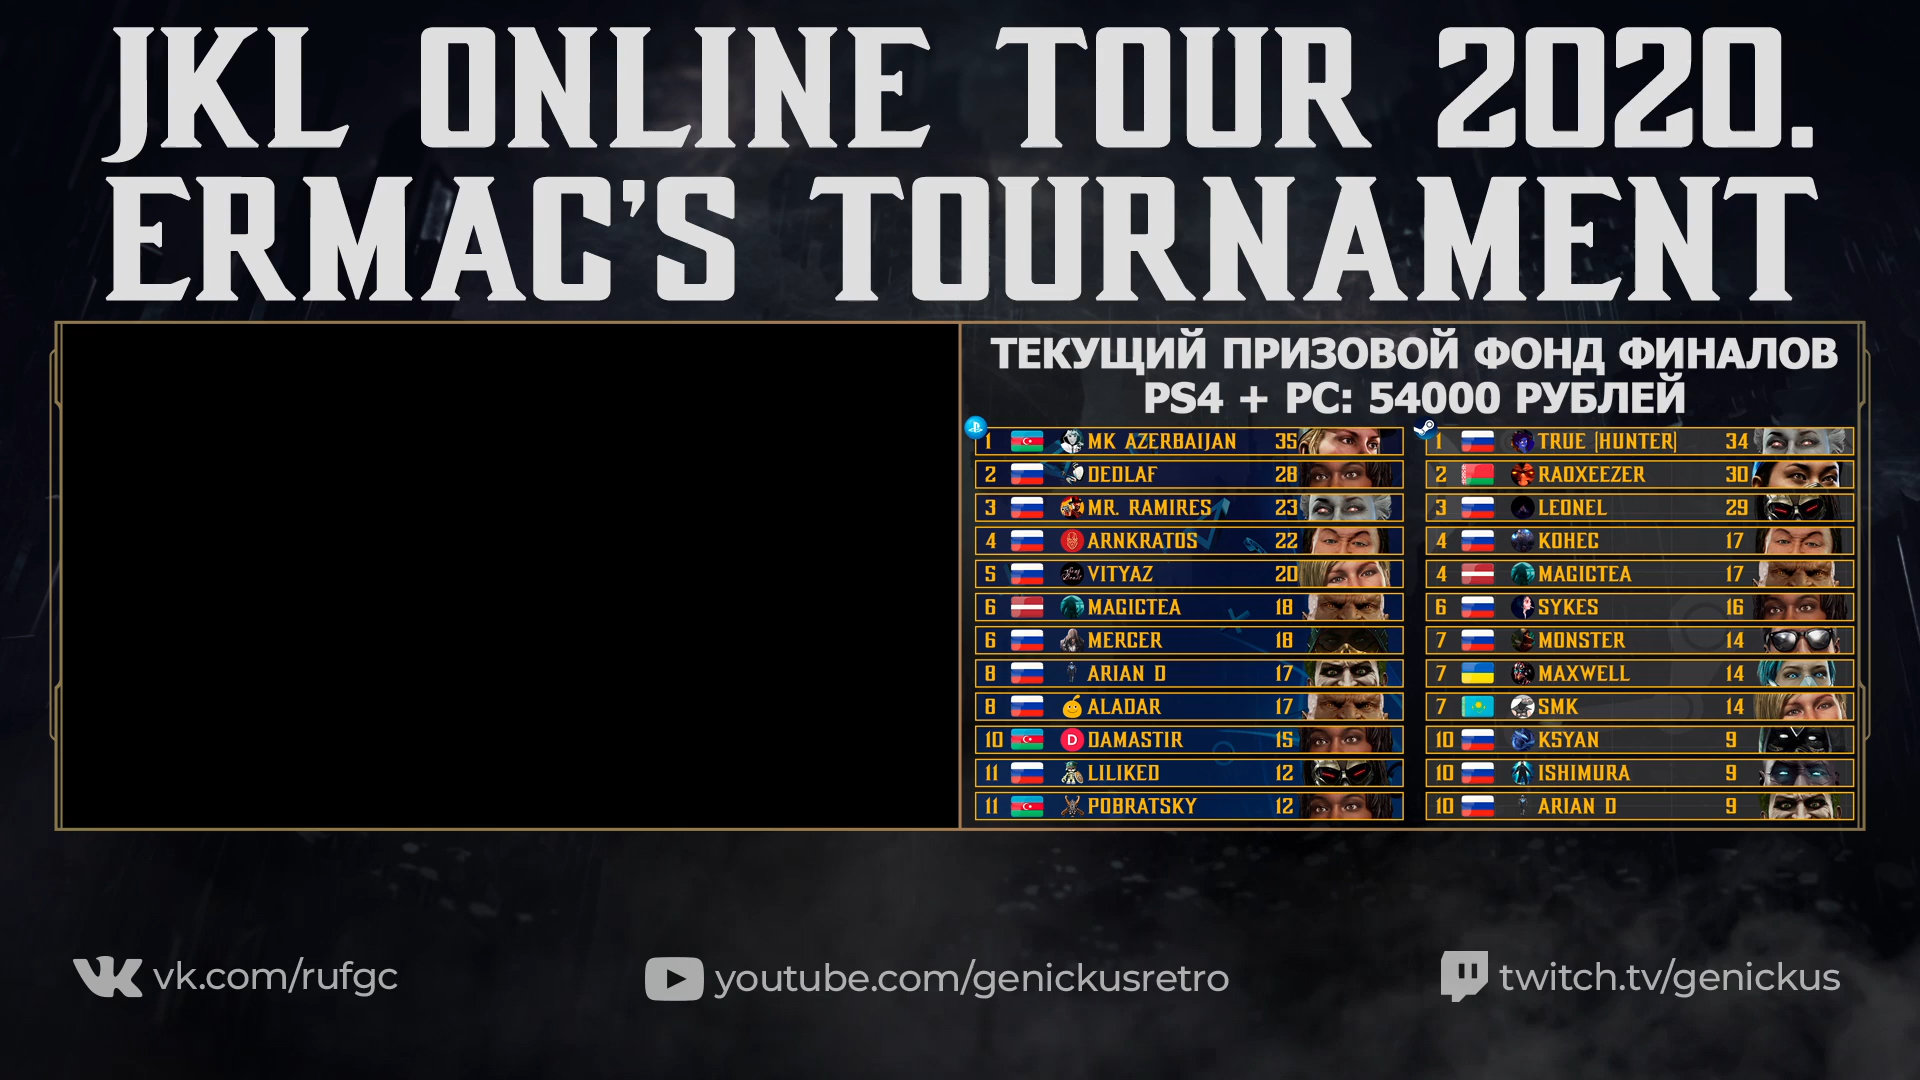 JKL ONLINE TOUR 2020.
ERMAC'S TOURNAMENT
ТЕКУЩИЙ ПРИЗОВОЙ ФОНД ФИНАЛОВ
PS4 + PC: 54000 РУБЛЕЙ
1 MK AZERBAIJAN 35
2 DEDLAF 28
3 MR. RAMIRES 23
4 ARNKRATOS 22
5 VITYAZ 20
6 MAGICTEA 18
6 MERCER 18
8 ARIAN D 17
8 ALADAR 17
10 D DAMASTIR 15
11 LILIKED 12
11 POBRATSKY 12
1 TRUE |HUNTER| 34
2 RAOXEEZER 30
3 LEONEL 29
4 KOHEC 17
4 MAGICTEA 17
6 SYKES 16
7 MONSTER 14
7 MAXWELL 14
7 SMK 14
10 KSYAN 9
10 ISHIMURA 9
10 ARIAN D 9
vk.com/rufgc
youtube.com/genickusretro
twitch.tv/genickus